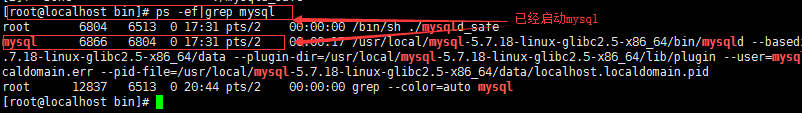 [root@localhost bin]# ps -ef|grep mysql
已经启动mysql
root 6804 6513 0 17:31 pts/2 00:00:00 /bin/sh ./mysqld_safe
mysql 6866 6804 0 17:31 pts/2 00:00:17 /usr/local/mysql-5.7.18-linux-glibc2.5-x86_64/bin/mysqld --based
.7.18-linux-glibc2.5-x86_64/data --plugin-dir=/usr/local/mysql-5.7.18-linux-glibc2.5-x86_64/lib/plugin --user=mysq
caldomain.err --pid-file=/usr/local/mysql-5.7.18-linux-glibc2.5-x86_64/data/localhost.localdomain.pid
root 12837 6513 0 20:44 pts/2 00:00:00 grep --color=auto mysql
[root@localhost bin]#